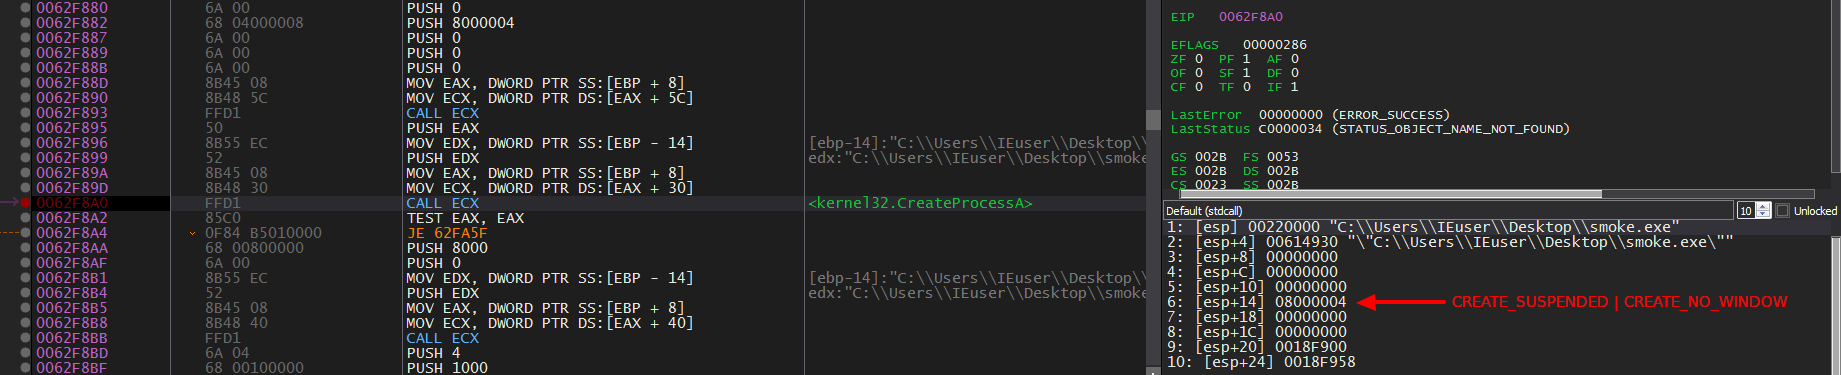 0062F880 6A 00 PUSH 0
0062F882 68 04000008 PUSH 8000004
0062F887 6A 00 PUSH 0
0062F889 6A 00 PUSH 0
0062F88B 6A 00 PUSH 0
0062F88D 8B45 08 MOV EAX, DWORD PTR SS:[EBP + 8]
0062F890 8B48 5C MOV ECX, DWORD PTR DS:[EAX + 5C]
0062F893 FFD1 CALL ECX
0062F895 50 PUSH EAX
0062F896 8B55 EC MOV EDX, DWORD PTR SS:[EBP - 14] [ebp-14]:"C:\\Users\\IEuser\\Desktop\\
0062F899 52 PUSH EDX edx:"C:\\Users\\IEuser\\Desktop\\smoke
0062F89A 8B45 08 MOV EAX, DWORD PTR SS:[EBP + 8]
0062F89D 8B48 30 MOV ECX, DWORD PTR DS:[EAX + 30]
0062F8A0 FFD1 CALL ECX <kernel32.CreateProcessA>
0062F8A2 85C0 TEST EAX, EAX
0062F8A4 0F84 B5010000 JE 62FA5F
0062F8AA 68 00800000 PUSH 8000
0062F8AF 6A 00 PUSH 0
0062F8B1 8B55 EC MOV EDX, DWORD PTR SS:[EBP - 14] [ebp-14]:"C:\\Users\\IEuser\\Desktop\\
0062F8B4 52 PUSH EDX edx:"C:\\Users\\IEuser\\Desktop\\smoke
0062F8B5 8B45 08 MOV EAX, DWORD PTR SS:[EBP + 8]
0062F8B8 8B48 40 MOV ECX, DWORD PTR DS:[EAX + 40]
0062F8BB FFD1 CALL ECX
0062F8BD 6A 04 PUSH 4
0062F8BF 68 00100000 PUSH 1000
EIP 0062F8A0
EFLAGS 00000286
ZF 0 PF 1 AF 0
OF 0 SF 1 DF 0
CF 0 TF 0 IF 1
LastError 00000000 (ERROR_SUCCESS)
LastStatus C0000034 (STATUS_OBJECT_NAME_NOT_FOUND)
GS 002B FS 0053
ES 002B DS 002B
CS 0023 SS 002B
Default (stdcall) 10 Unlocked
1: [esp] 00220000 "C:\\Users\\IEuser\\Desktop\\smoke.exe"
2: [esp+4] 00614930 "\"C:\\Users\\IEuser\\Desktop\\smoke.exe\""
3: [esp+8] 00000000
4: [esp+C] 00000000
5: [esp+10] 00000000
6: [esp+14] 08000004 CREATE_SUSPENDED | CREATE_NO_WINDOW
7: [esp+18] 00000000
8: [esp+1C] 00000000
9: [esp+20] 0018F900
10: [esp+24] 0018F958